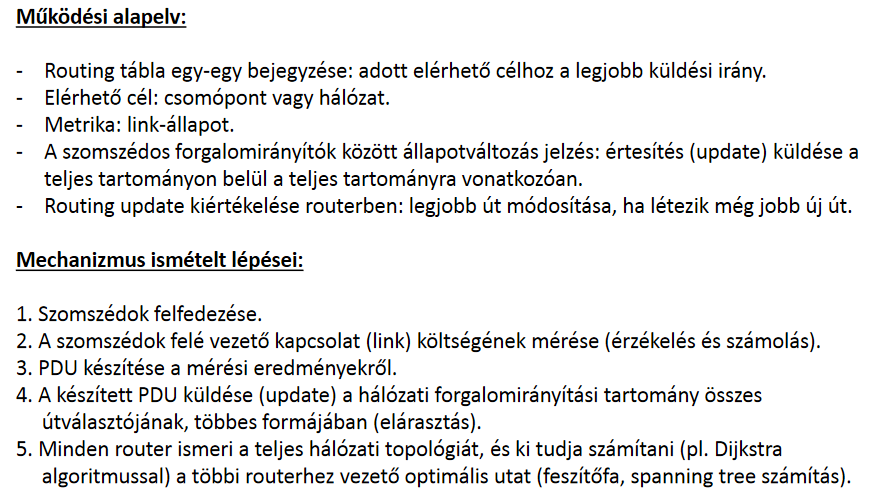 Működési alapelv:
- Routing tábla egy-egy bejegyzése: adott elérhető célhoz a legjobb küldési irány.
- Elérhető cél: csomópont vagy hálózat.
- Metrika: link-állapot.
- A szomszédos forgalomirányítók között állapotváltozás jelzés: értesítés (update) küldése a
teljes tartományon belül a teljes tartományra vonatkozóan.
- Routing update kiértékelése routerben: legjobb út módosítása, ha létezik még jobb új út.
Mechanizmus ismételt lépései:
1. Szomszédok felfedezése.
2. A szomszédok felé vezető kapcsolat (link) költségének mérése (érzékelés és számolás).
3. PDU készítése a mérési eredményekről.
4. A készített PDU küldése (update) a hálózati forgalomirányítási tartomány összes
útválasztójának, többes formájában (elárasztás).
5. Minden router ismeri a teljes hálózati topológiát, és ki tudja számítani (pl. Dijkstra
algoritmussal) a többi routerhez vezető optimális utat (feszítőfa, spanning tree számítás).